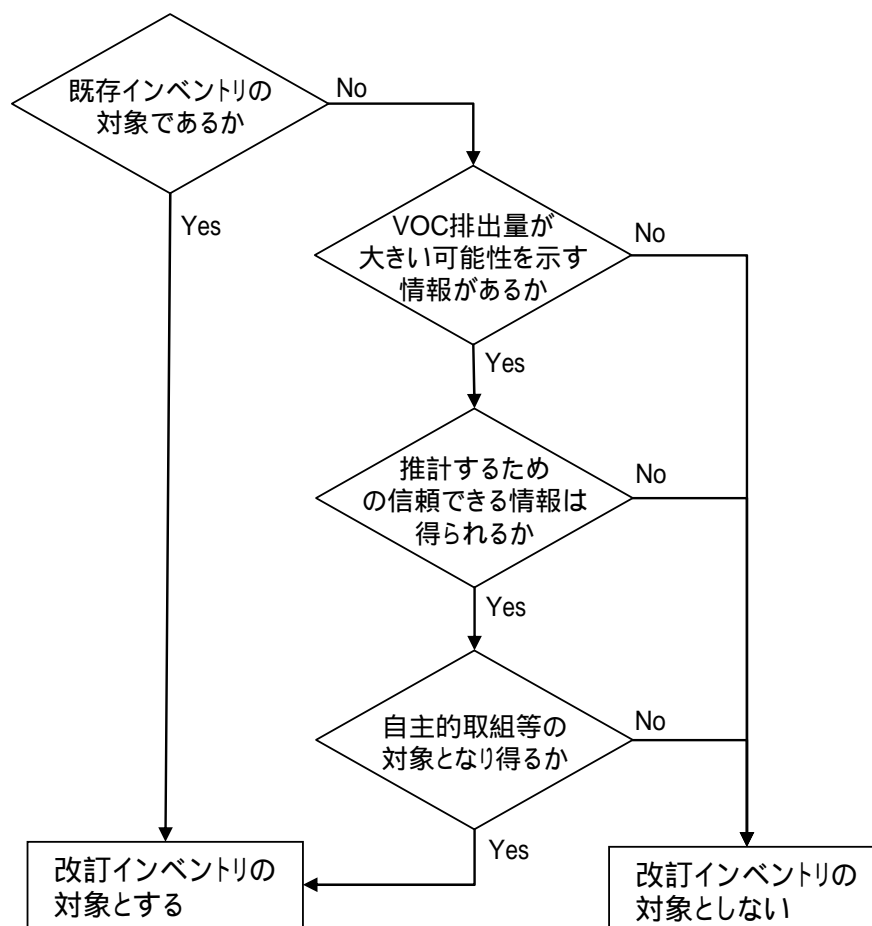 既存インベントリの
対象であるか
No
Yes
VOC排出量が
大きい可能性を示す
情報があるか
No
Yes
推計するため
の信頼できる情報は
得られるか
No
Yes
自主的取組等の
対象となり得るか
No
Yes
改訂インベントリの
対象とする
改訂インベントリの
対象としない